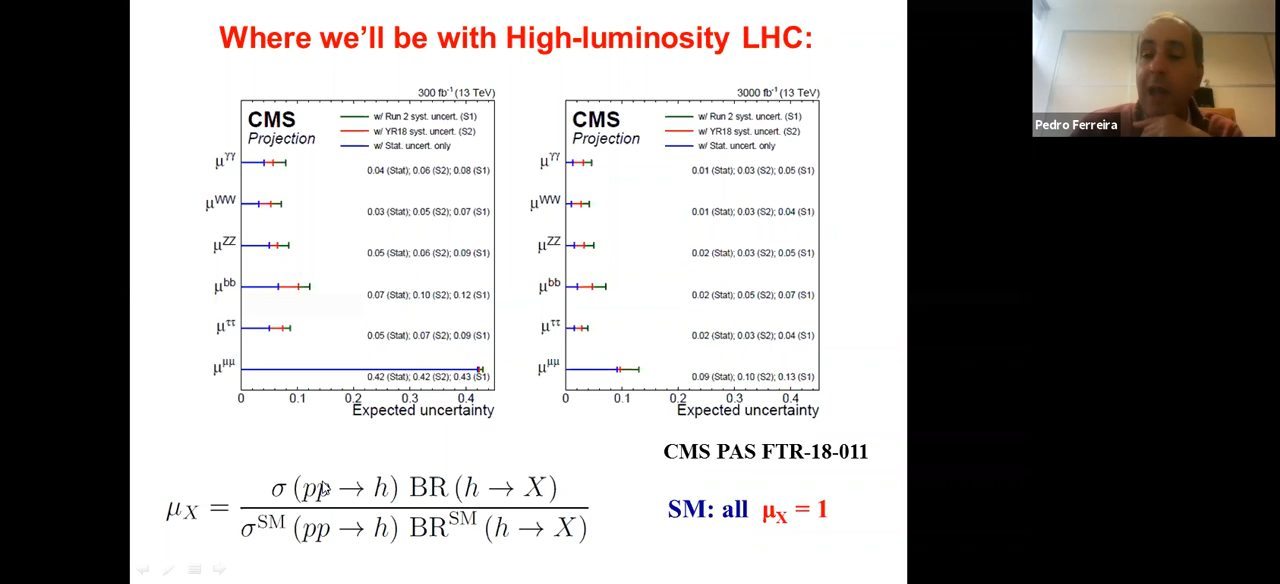 Where we'll be with High-luminosity LHC:
Pedro Ferreira
300 fb⁻¹ (13 TeV)
CMS
Projection
w/ Run 2 syst. uncert. (S1)
w/ YR18 syst. uncert. (S2)
w/ Stat. uncert. only
μ^γγ 0.04 (Stat); 0.06 (S2); 0.08 (S1)
μ^WW 0.03 (Stat); 0.05 (S2); 0.07 (S1)
μ^ZZ 0.05 (Stat); 0.06 (S2); 0.09 (S1)
μ^bb 0.07 (Stat); 0.10 (S2); 0.12 (S1)
μ^ττ 0.05 (Stat); 0.07 (S2); 0.09 (S1)
μ^μμ 0.42 (Stat); 0.42 (S2); 0.43 (S1)
0 0.1 0.2 0.3 0.4
Expected uncertainty
3000 fb⁻¹ (13 TeV)
CMS
Projection
w/ Run 2 syst. uncert. (S1)
w/ YR18 syst. uncert. (S2)
w/ Stat. uncert. only
μ^γγ 0.01 (Stat); 0.03 (S2); 0.05 (S1)
μ^WW 0.01 (Stat); 0.03 (S2); 0.04 (S1)
μ^ZZ 0.02 (Stat); 0.03 (S2); 0.05 (S1)
μ^bb 0.02 (Stat); 0.05 (S2); 0.07 (S1)
μ^ττ 0.02 (Stat); 0.03 (S2); 0.04 (S1)
μ^μμ 0.09 (Stat); 0.10 (S2); 0.13 (S1)
0 0.1 0.2 0.3 0.4
Expected uncertainty
CMS PAS FTR-18-011
σ (pp → h) BR (h → X)
μ_X =
σ^SM (pp → h) BR^SM (h → X)
SM: all μ_X = 1